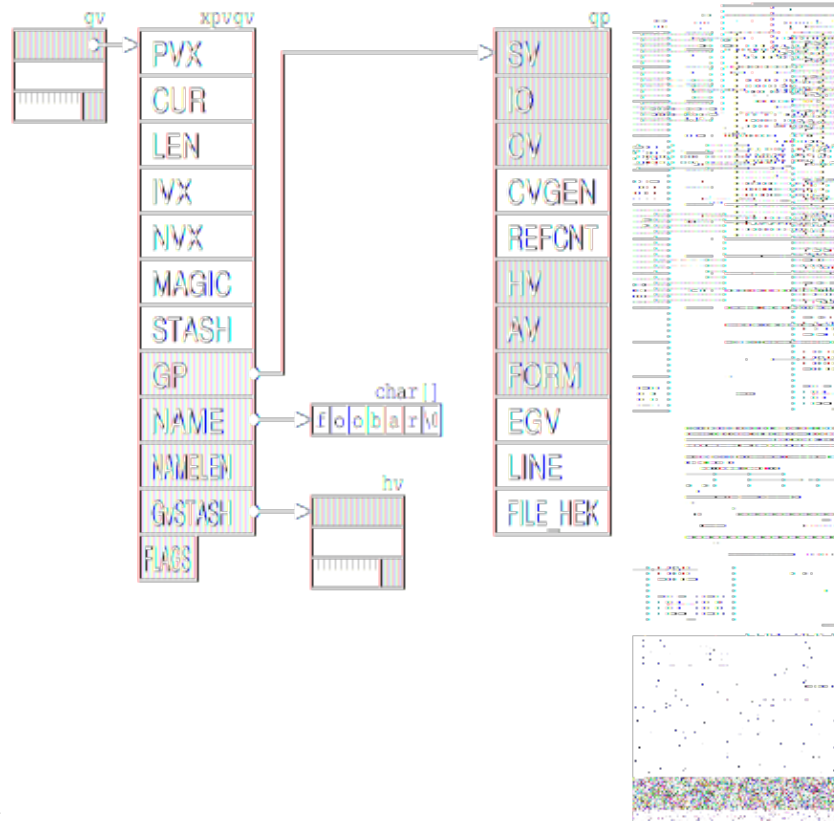 gv
xpvgv
gp
PVX
CUR
LEN
IVX
NVX
MAGIC
STASH
GP
NAME
NAMELEN
GvSTASH
FLAGS
SV
IO
CV
CVGEN
REFCNT
HV
AV
FORM
EGV
LINE
FILE_HEK
char[]
foobar\0
hv